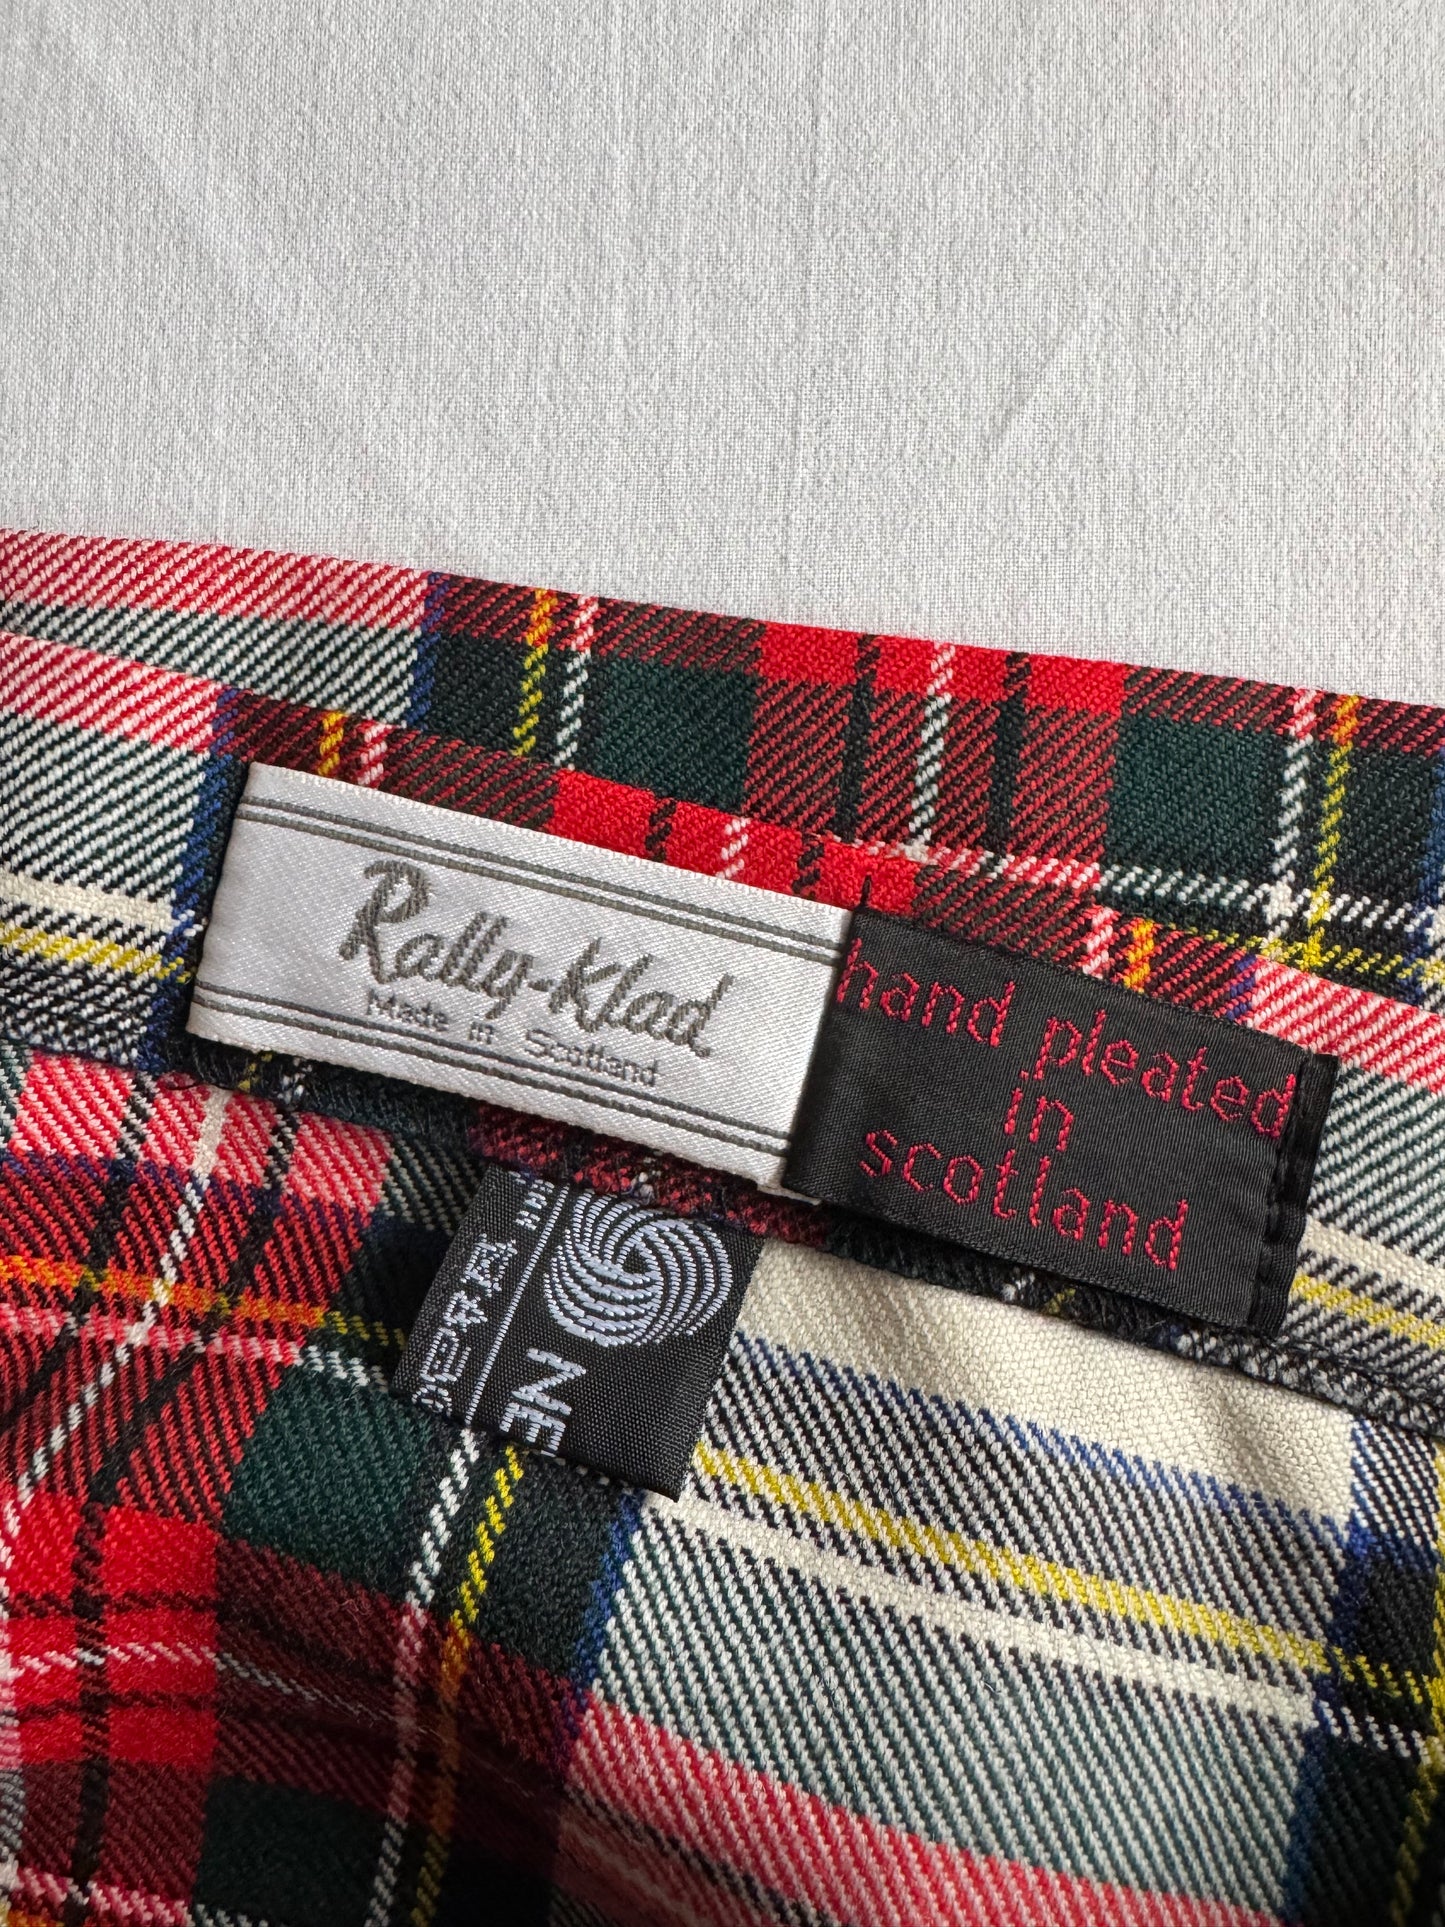 Rally-Klad
Made in Scotland
hand pleated
in
scotland